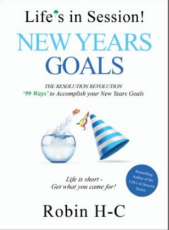 Life's in Session!
NEW YEARS
GOALS
THE RESOLUTION REVOLUTION
'99 Ways' to Accomplish your New Years Goals
Life is short -
Get what you came for!
Bestselling
Author of the
Life's in Session
Series
Robin H-C